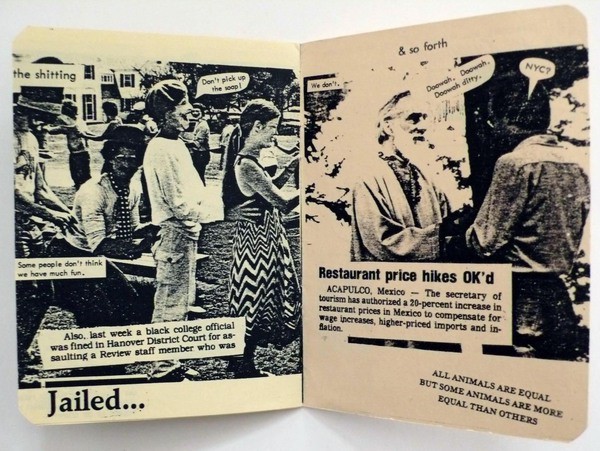 the shitting
Don't pick up
the soap!
Some people don't think
we have much fun.
Also, last week a black college official
was fined in Hanover District Court for as-
saulting a Review staff member who was
Jailed...
& so forth
We don't.
Doowah. Doowah.
Doowah ditty.
NYC?
Restaurant price hikes OK'd
ACAPULCO, Mexico — The secretary of
tourism has authorized a 20-percent increase in
restaurant prices in Mexico to compensate for
wage increases, higher-priced imports and in-
flation.
ALL ANIMALS ARE EQUAL
BUT SOME ANIMALS ARE MORE
EQUAL THAN OTHERS